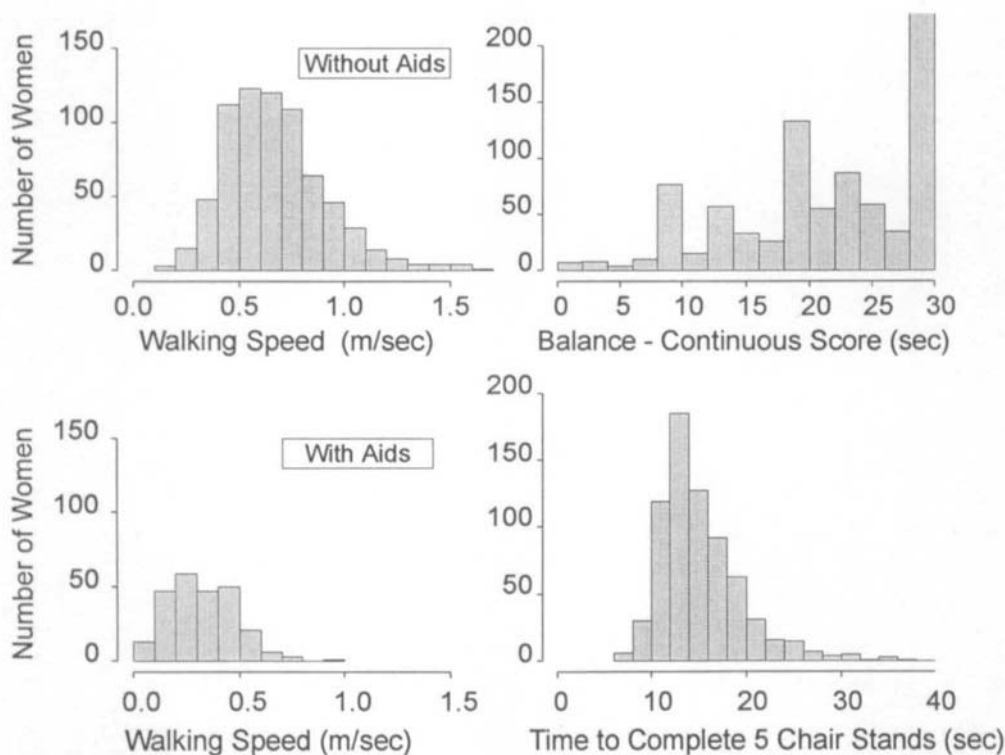 Number of Women
150
100
50
0
Without Aids
0.0 0.5 1.0 1.5
Walking Speed (m/sec)
200
150
100
50
0
0 5 10 15 20 25 30
Balance - Continuous Score (sec)
Number of Women
150
100
50
0
With Aids
0.0 0.5 1.0 1.5
Walking Speed (m/sec)
200
150
100
50
0
0 10 20 30 40
Time to Complete 5 Chair Stands (sec)